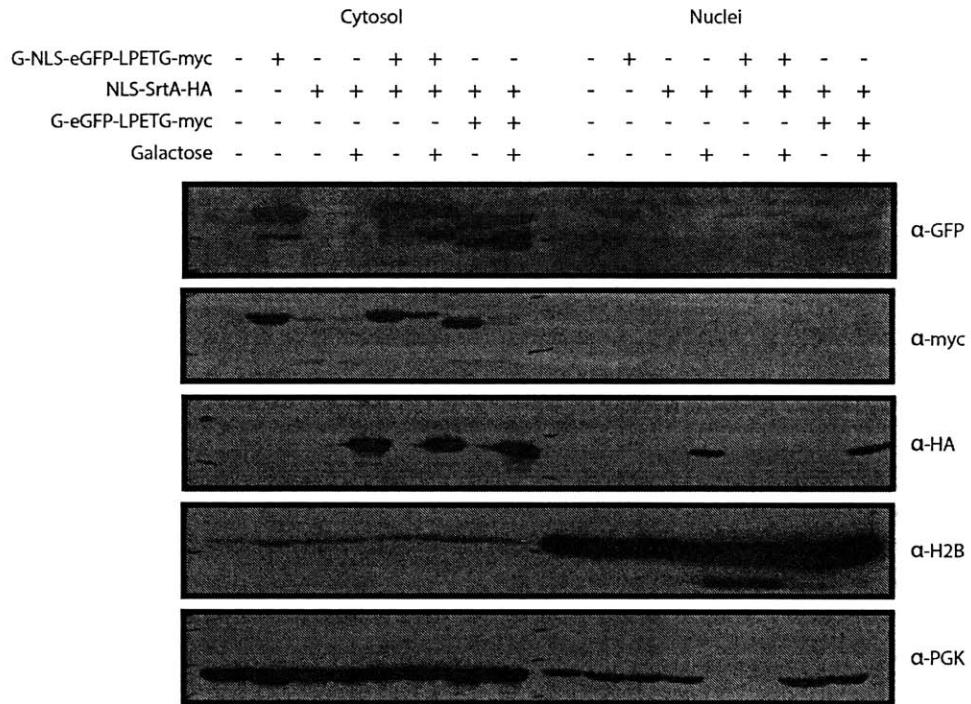 Cytosol Nuclei
G-NLS-eGFP-LPETG-myc - + - - + + - - - + - - + + - -
NLS-SrtA-HA - - + + + + + + - - + + + + + +
G-eGFP-LPETG-myc - - - - - - + + - - - - - - + +
Galactose - - - + - + - + - - - + - + - +
α-GFP
α-myc
α-HA
α-H2B
α-PGK